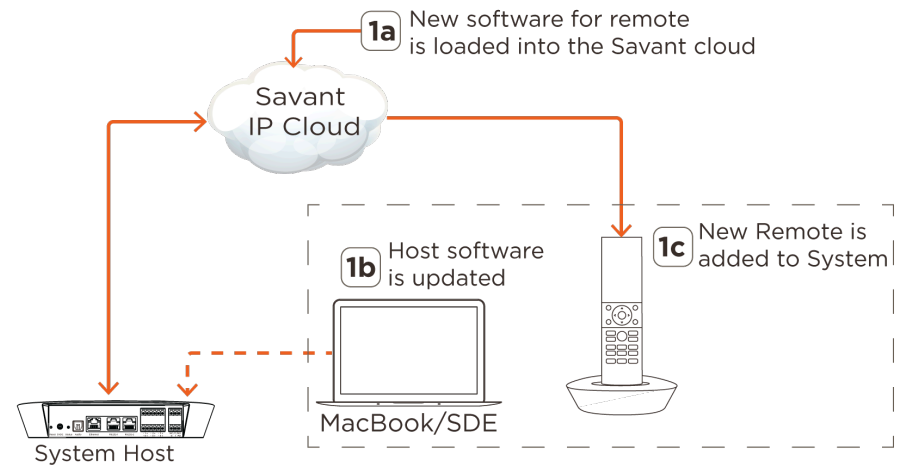 1a
New software for remote
is loaded into the Savant cloud
Savant
IP Cloud
1b
Host software
is updated
1c
New Remote is
added to System
MacBook/SDE
System Host